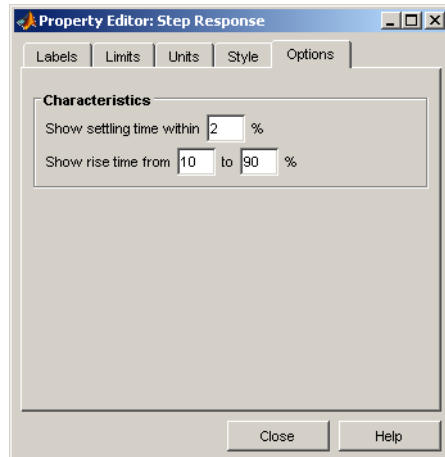 Property Editor: Step Response
Labels Limits Units Style Options
Characteristics
Show settling time within 2 %
Show rise time from 10 to 90 %
Close Help